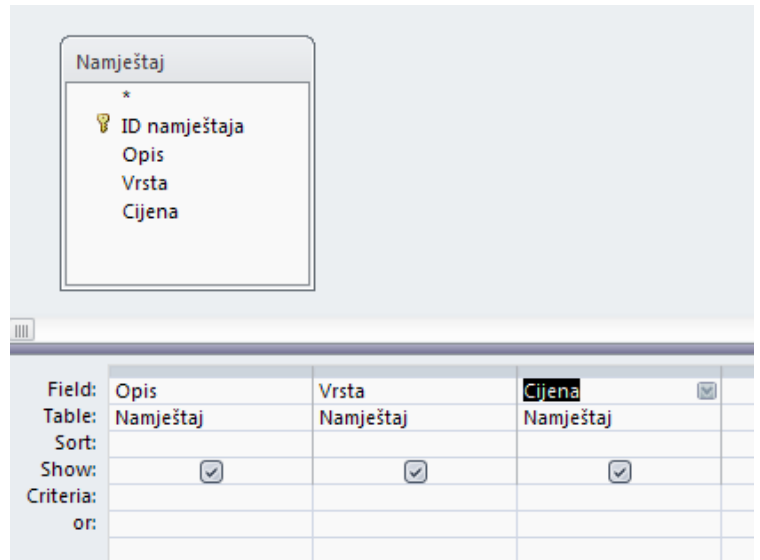 Namještaj
*
ID namještaja
Opis
Vrsta
Cijena
Field: Opis Vrsta Cijena
Table: Namještaj Namještaj Namještaj
Sort:
Show:
Criteria:
or: